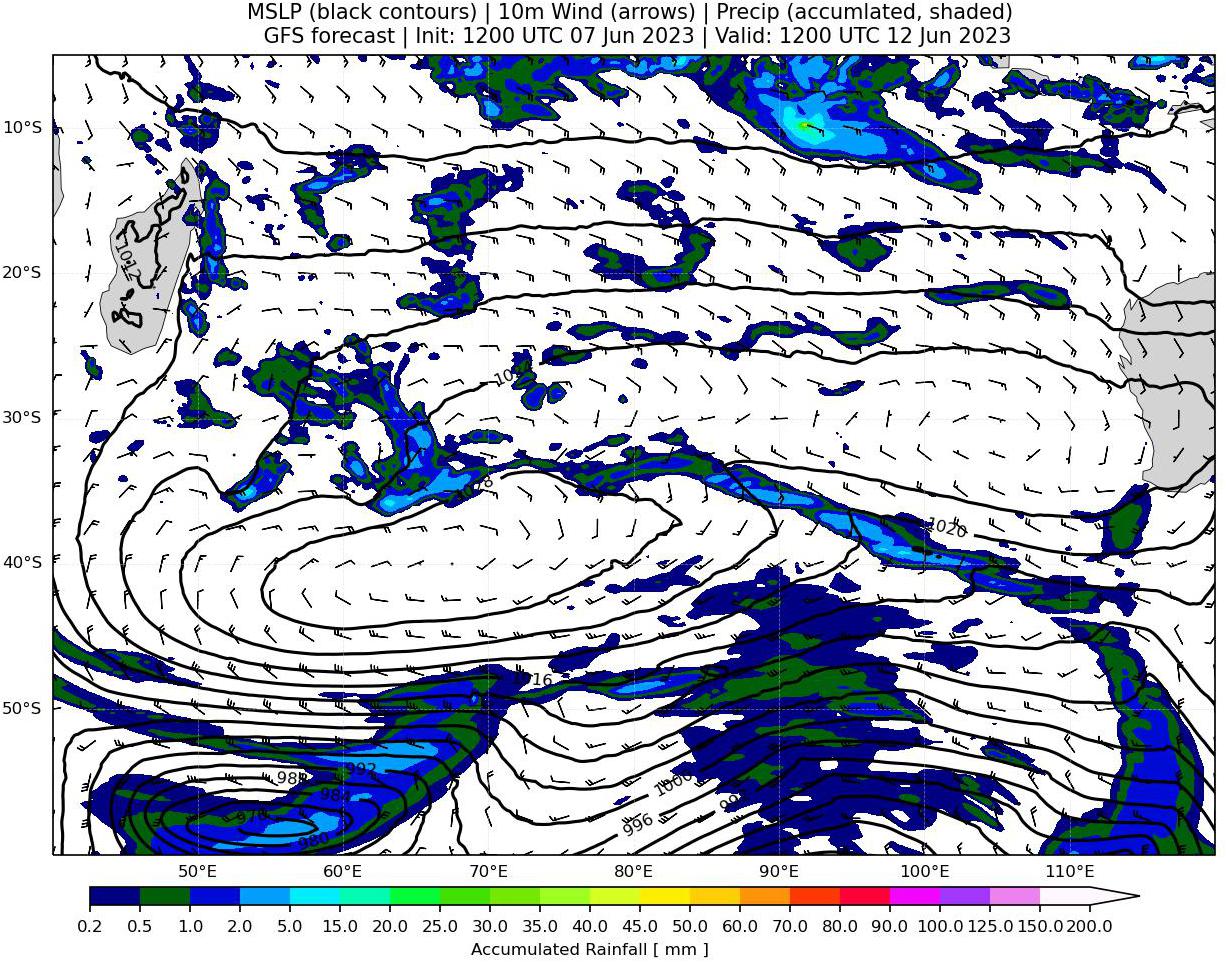 MSLP (black contours) | 10m Wind (arrows) | Precip (accumlated, shaded)
GFS forecast | Init: 1200 UTC 07 Jun 2023 | Valid: 1200 UTC 12 Jun 2023
10°S
1012
20°S
30°S
1020
40°S
1016
50°S
992
988
984
1000
976
996
980
50°E 60°E 70°E 80°E 90°E 100°E 110°E
0.2 0.5 1.0 2.0 5.0 15.0 20.0 25.0 30.0 35.0 40.0 45.0 50.0 60.0 70.0 80.0 90.0 100.0 125.0 150.0 200.0
Accumulated Rainfall [ mm ]